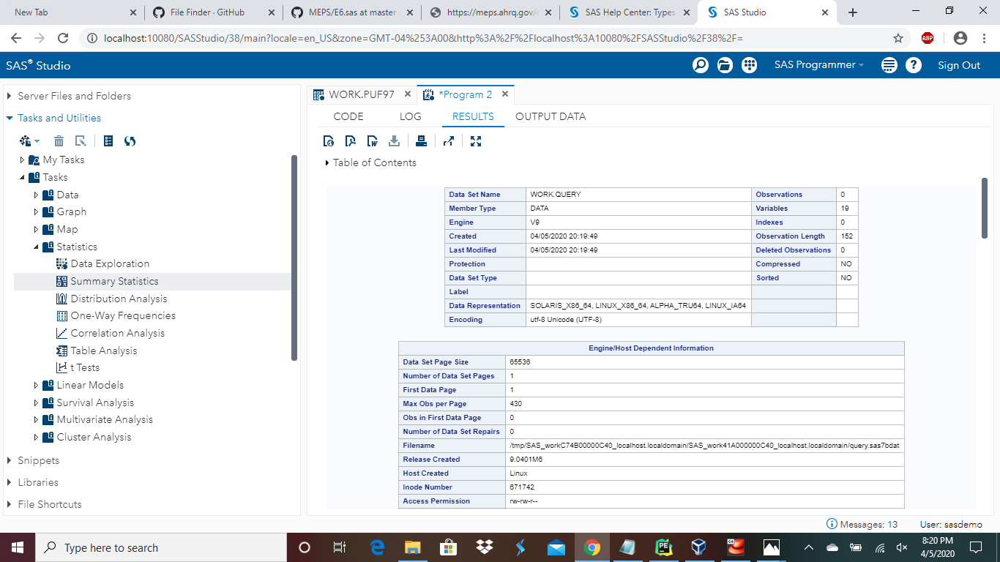 New Tab
File Finder · GitHub
MEPS/E6.sas at master
https://meps.ahrq.gov/
SAS Help Center: Types
SAS Studio
localhost:10080/SASStudio/38/main?locale=en_US&zone=GMT-04%253A00&http%3A%2F%2Flocalhost%3A10080%2FSASStudio%2F38%2F=
ABP
SAS® Studio
SAS Programmer
Sign Out
Server Files and Folders
Tasks and Utilities
My Tasks
Tasks
Data
Graph
Map
Statistics
Data Exploration
Summary Statistics
Distribution Analysis
One-Way Frequencies
Correlation Analysis
Table Analysis
t Tests
Linear Models
Survival Analysis
Multivariate Analysis
Cluster Analysis
Snippets
Libraries
File Shortcuts
WORK.PUF97
*Program 2
CODE LOG RESULTS OUTPUT DATA
Table of Contents
Data Set Name WORK.QUERY Observations 0
Member Type DATA Variables 19
Engine V9 Indexes 0
Created 04/05/2020 20:19:49 Observation Length 152
Last Modified 04/05/2020 20:19:49 Deleted Observations 0
Protection Compressed NO
Data Set Type Sorted NO
Label
Data Representation SOLARIS_X86_64, LINUX_X86_64, ALPHA_TRU64, LINUX_IA64
Encoding utf-8 Unicode (UTF-8)
Engine/Host Dependent Information
Data Set Page Size 65536
Number of Data Set Pages 1
First Data Page 1
Max Obs per Page 430
Obs in First Data Page 0
Number of Data Set Repairs 0
Filename /tmp/SAS_workC74B00000C40_localhost.localdomain/SAS_work41A000000C40_localhost.localdomain/query.sas7bdat
Release Created 9.0401M6
Host Created Linux
Inode Number 671742
Access Permission rw-rw-r--
Messages: 13
User: sasdemo
Type here to search
8:20 PM
4/5/2020